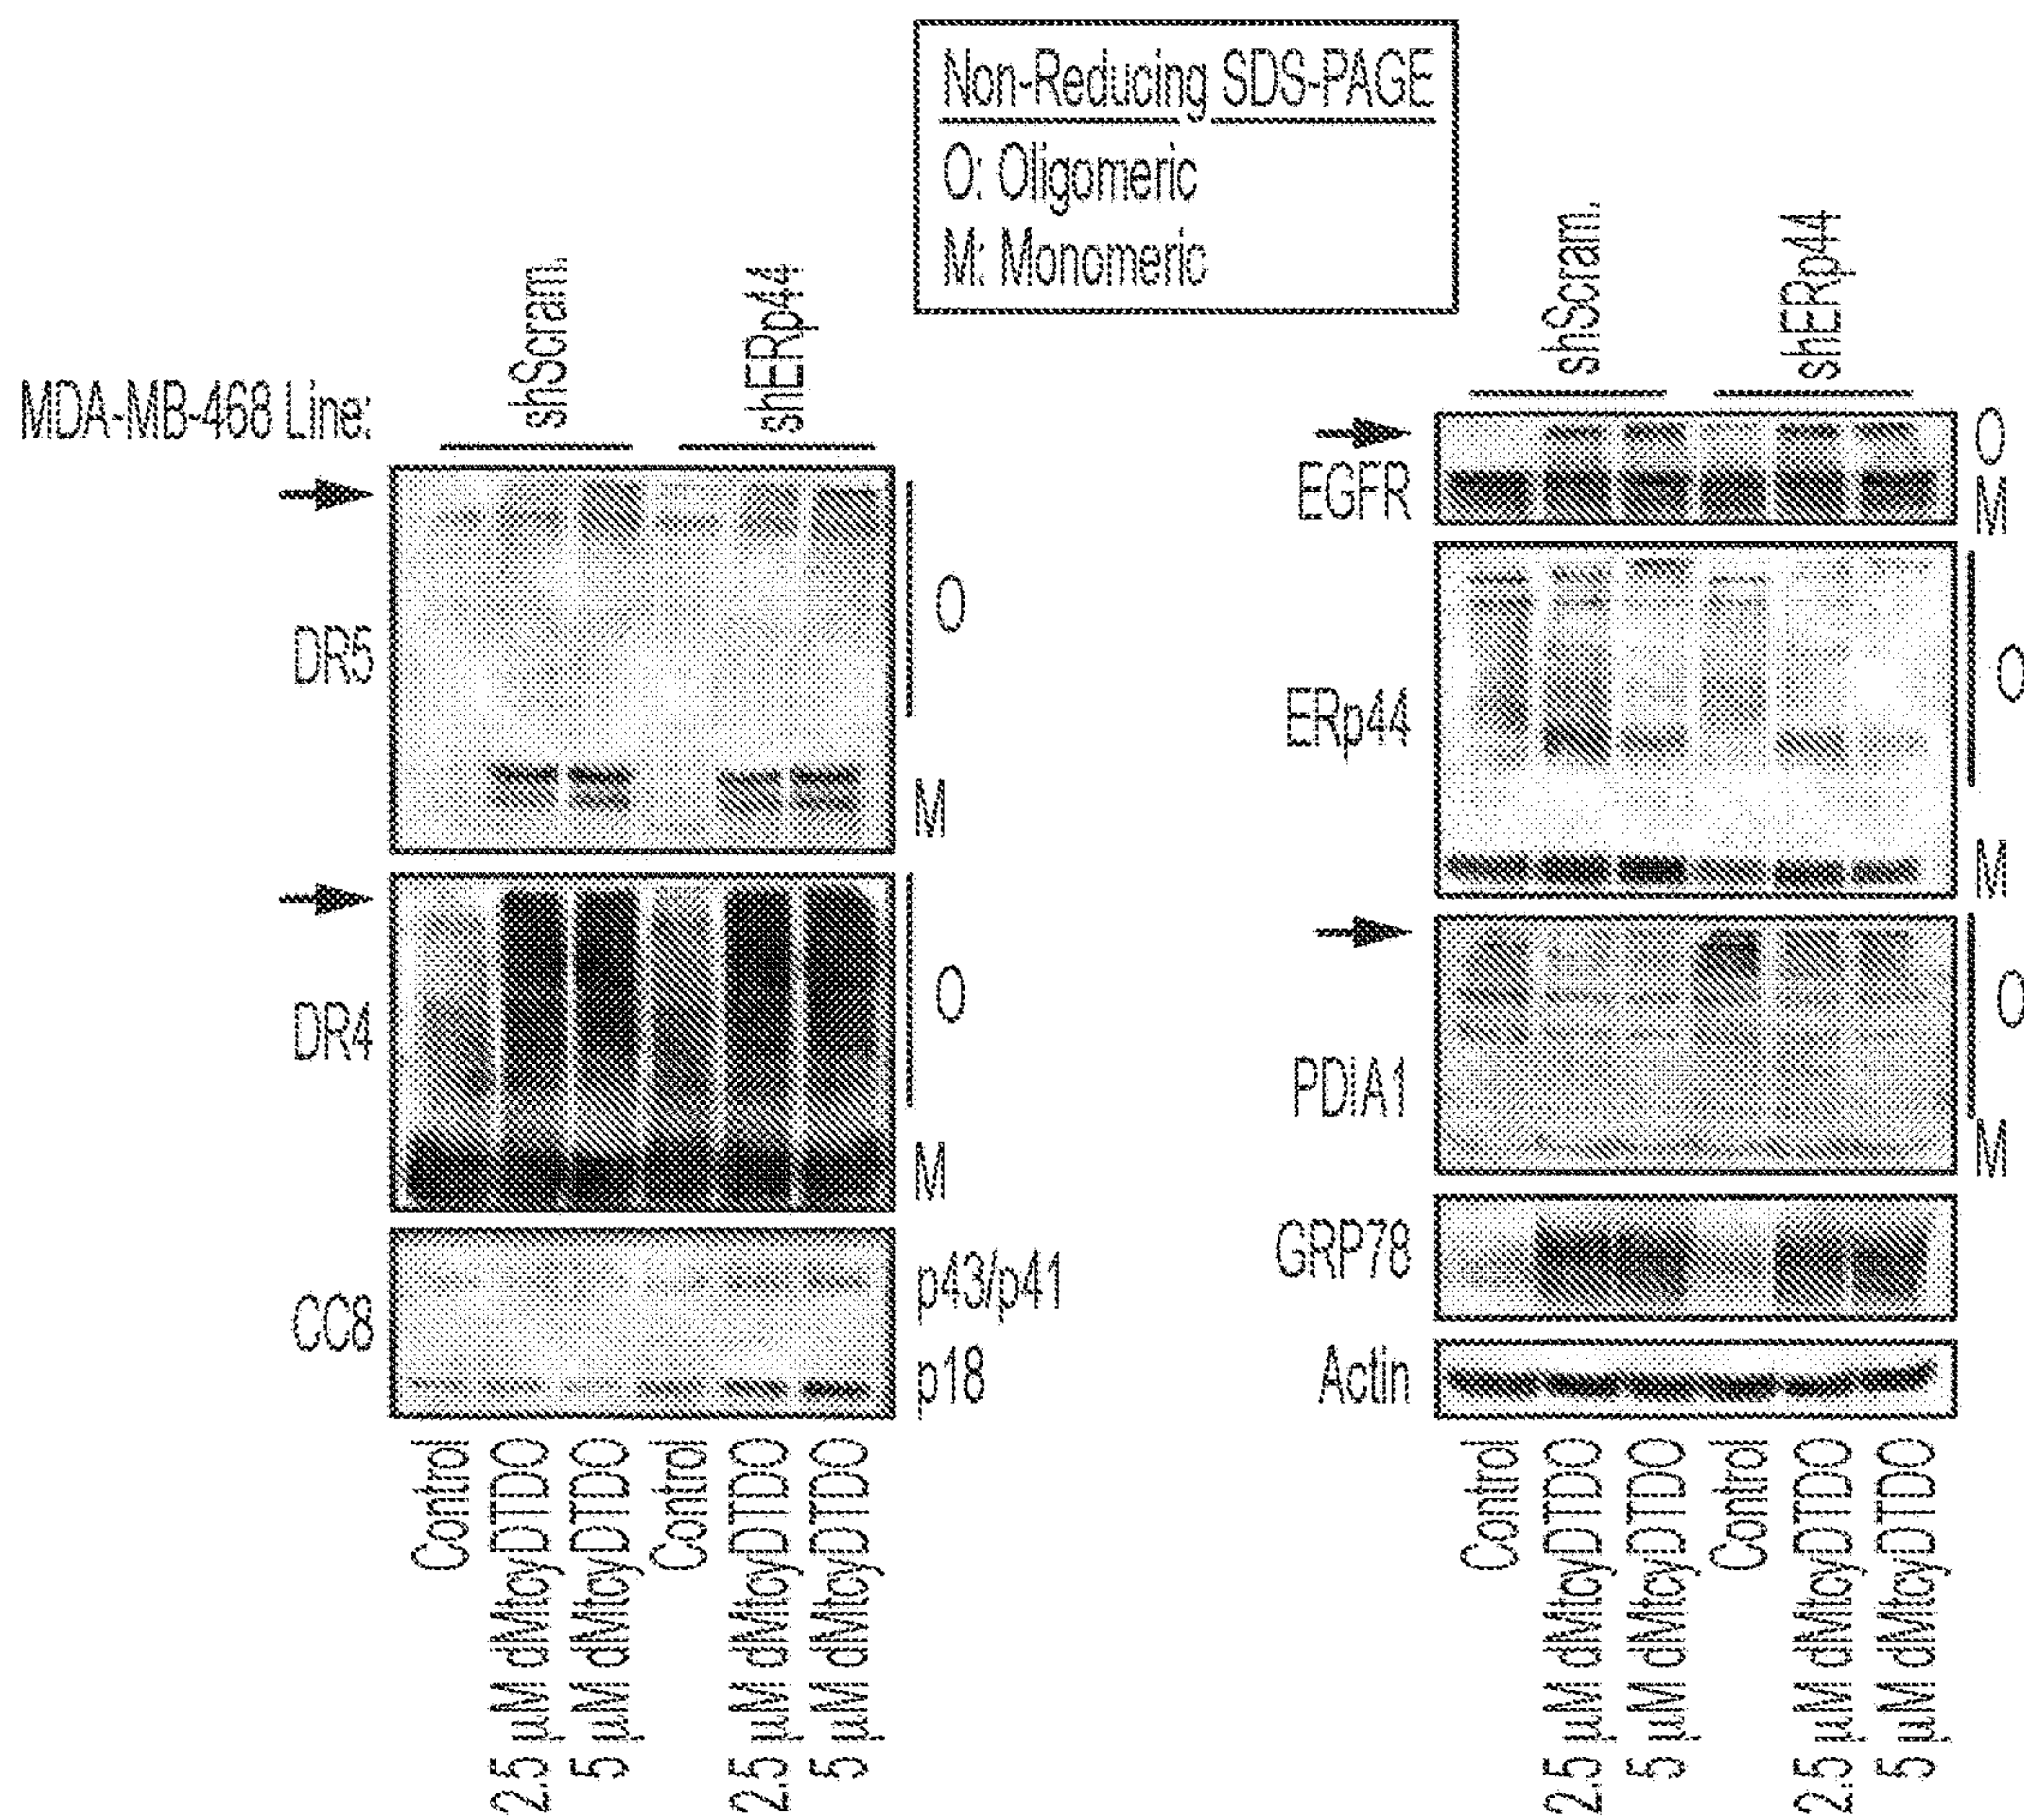 Non-Reducing SDS-PAGE
O: Oligomeric
M: Monomeric
MDA-MB-468 Line:
shScram.
shERp44
DR5
O
M
DR4
O
M
CC8
p43/p41
p18
Control
2.5 µM dMtcyDTDO
5 µM dMtcyDTDO
Control
2.5 µM dMtcyDTDO
5 µM dMtcyDTDO
shScram.
shERp44
EGFR
O
M
ERp44
O
M
PDIA1
O
M
GRP78
Actin
Control
2.5 µM dMtcyDTDO
5 µM dMtcyDTDO
Control
2.5 µM dMtcyDTDO
5 µM dMtcyDTDO